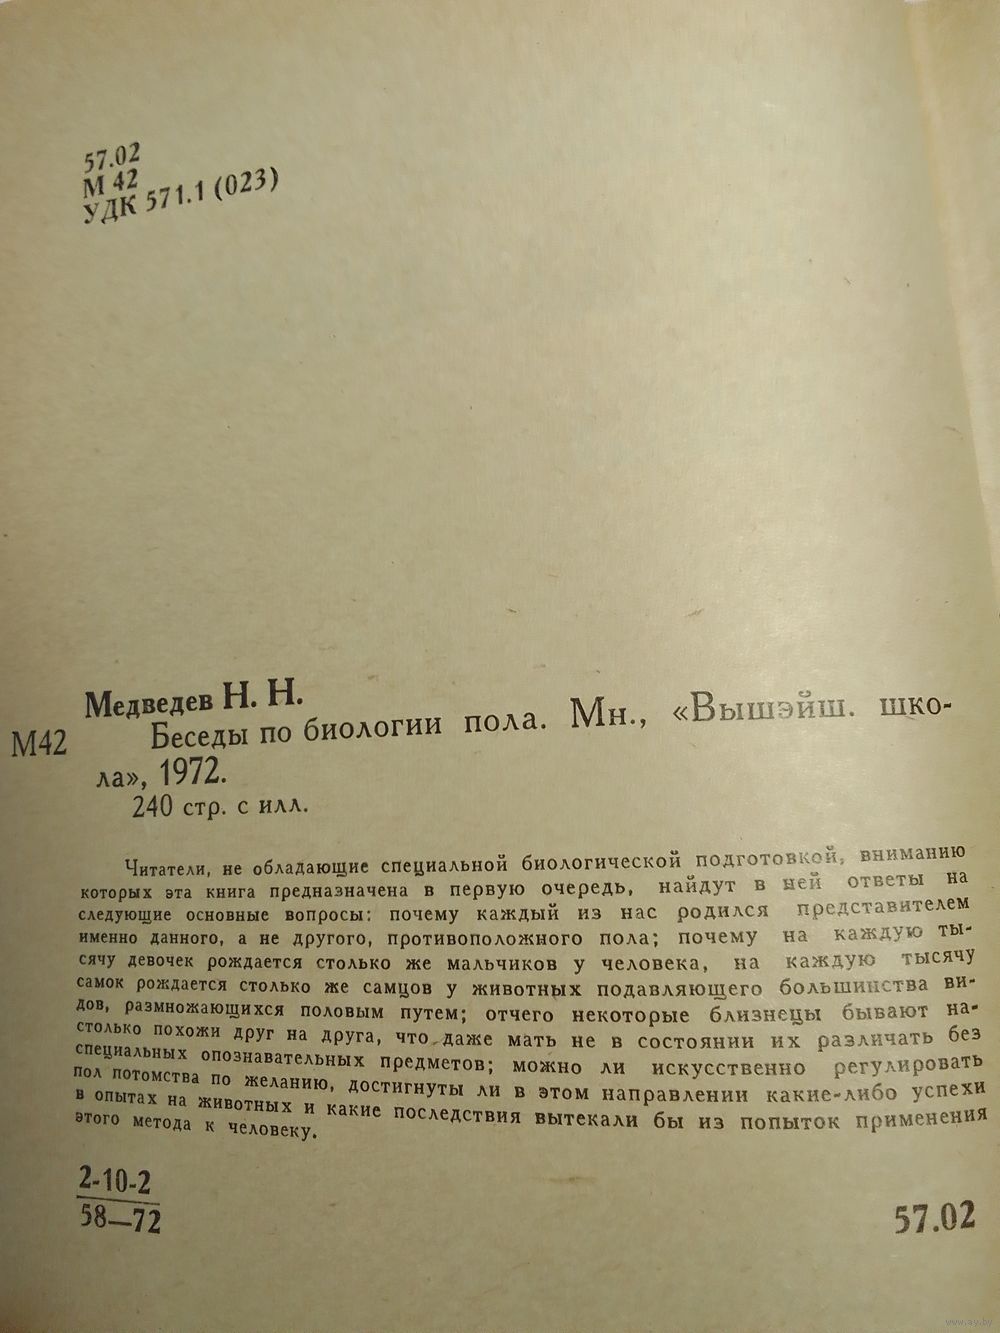 57.02
М 42
УДК 571.1 (023)
Медведев Н. Н.
М42 Беседы по биологии пола. Мн., «Вышэйш. шко-
ла», 1972.
240 стр. с илл.
Читатели, не обладающие специальной биологической подготовкой, вниманию
которых эта книга предназначена в первую очередь, найдут в ней ответы на
следующие основные вопросы: почему каждый из нас родился представителем
именно данного, а не другого, противоположного пола; почему на каждую ты-
сячу девочек рождается столько же мальчиков у человека, на каждую тысячу
самок рождается столько же самцов у животных подавляющего большинства ви-
дов, размножающихся половым путем; отчего некоторые близнецы бывают на-
столько похожи друг на друга, что даже мать не в состоянии их различать без
специальных опознавательных предметов; можно ли искусственно регулировать
пол потомства по желанию, достигнуты ли в этом направлении какие-либо успехи
в опытах на животных и какие последствия вытекали бы из попыток применения
этого метода к человеку.
2-10-2
58—72
57.02
www.ay.by